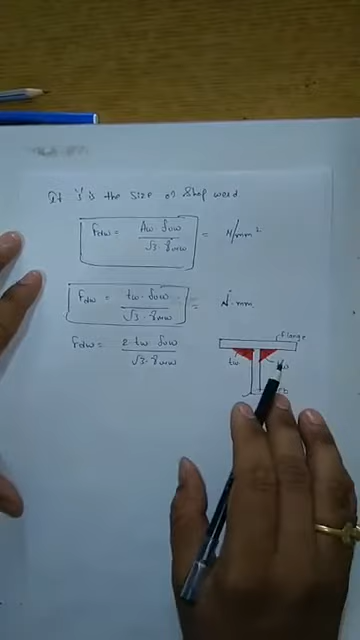 If 's' is the size of Shop weld
fdw = Aw · fuw / √3 · γmw = N/mm²
fdw = tw · fuw / √3 · γmw = N · mm
fdw = 2 · tw · fuw / √3 · γmw
flange
tw
tw